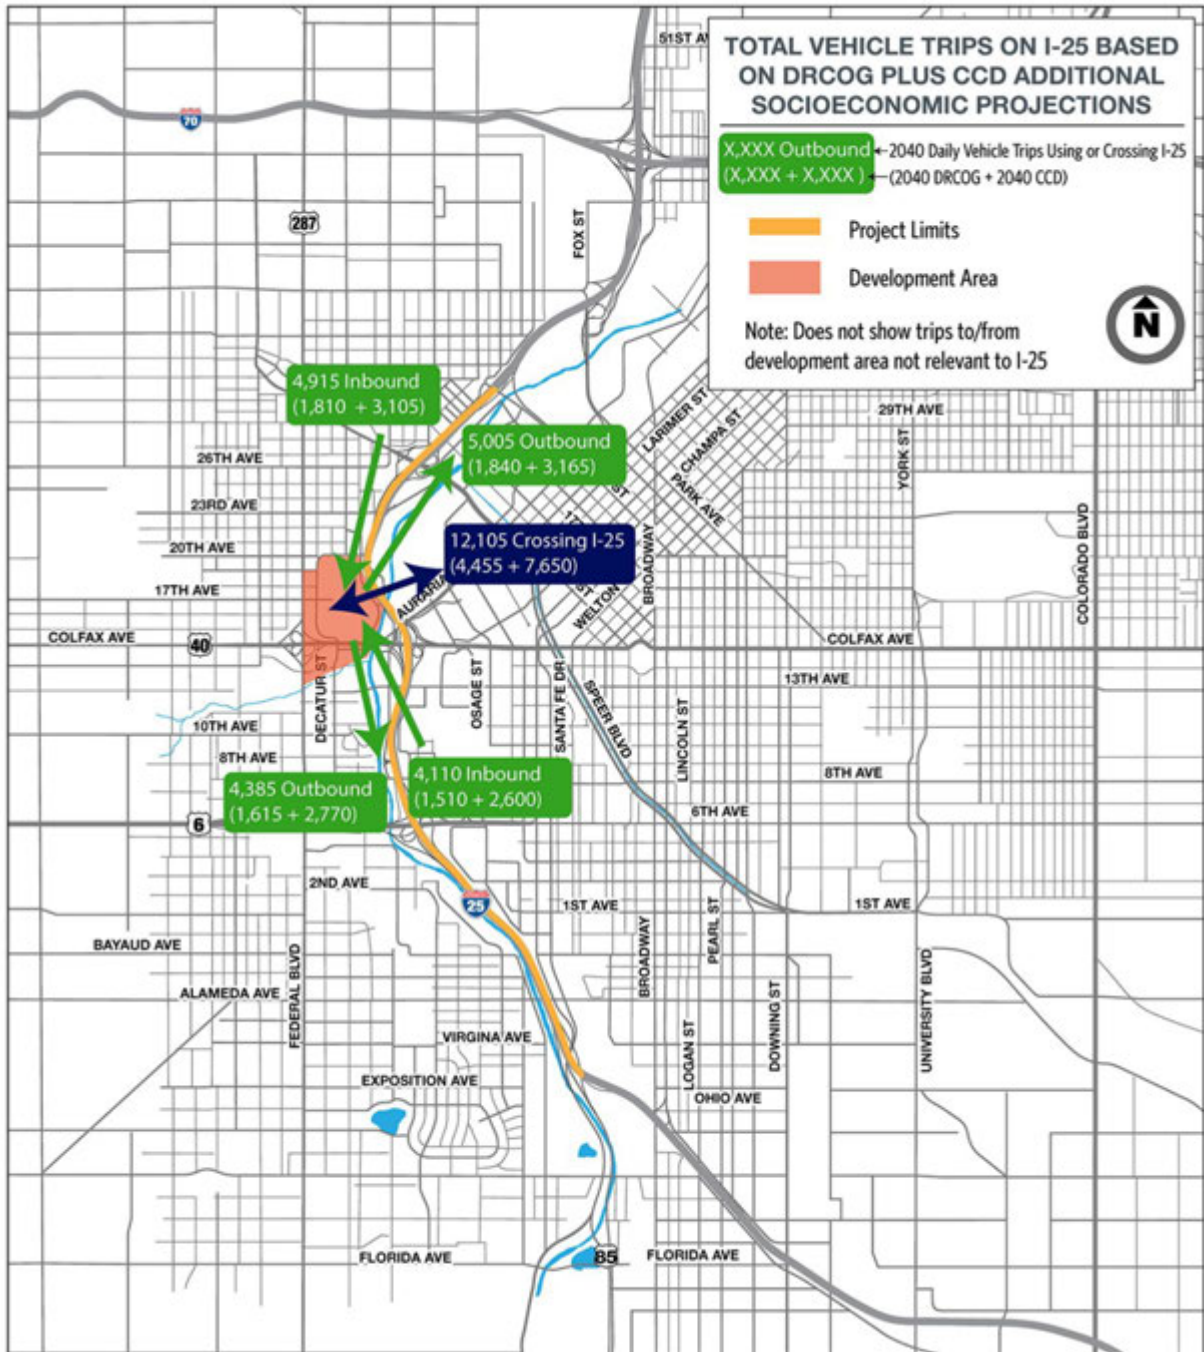 51ST AV
TOTAL VEHICLE TRIPS ON I-25 BASED
ON DRCOG PLUS CCD ADDITIONAL
SOCIOECONOMIC PROJECTIONS
X,XXX Outbound
2040 Daily Vehicle Trips Using or Crossing I-25
(X,XXX + X,XXX )
(2040 DRCOG + 2040 CCD)
Project Limits
Development Area
Note: Does not show trips to/from
development area not relevant to I-25
N
70
287
FOX ST
4,915 Inbound
(1,810 + 3,105)
5,005 Outbound
(1,840 + 3,165)
12,105 Crossing I-25
(4,455 + 7,650)
LARIMER ST
CHAMPA ST
PARK AVE
29TH AVE
YORK ST
COLORADO BLVD
26TH AVE
23RD AVE
20TH AVE
17TH AVE
COLFAX AVE
40
AURARIA
17
ST
ST
WELTON
BROADWAY
COLFAX AVE
13TH AVE
DECATUR ST
OSAGE ST
SANTA FE DR
SPEER BLVD
LINCOLN ST
10TH AVE
8TH AVE
8TH AVE
4,385 Outbound
(1,615 + 2,770)
4,110 Inbound
(1,510 + 2,600)
6TH AVE
6
2ND AVE
25
1ST AVE
1ST AVE
BAYAUD AVE
FEDERAL BLVD
BROADWAY
PEARL ST
ALAMEDA AVE
DOWNING ST
UNIVERSITY BLVD
VIRGINA AVE
LOGAN ST
EXPOSITION AVE
OHIO AVE
FLORIDA AVE
85
FLORIDA AVE